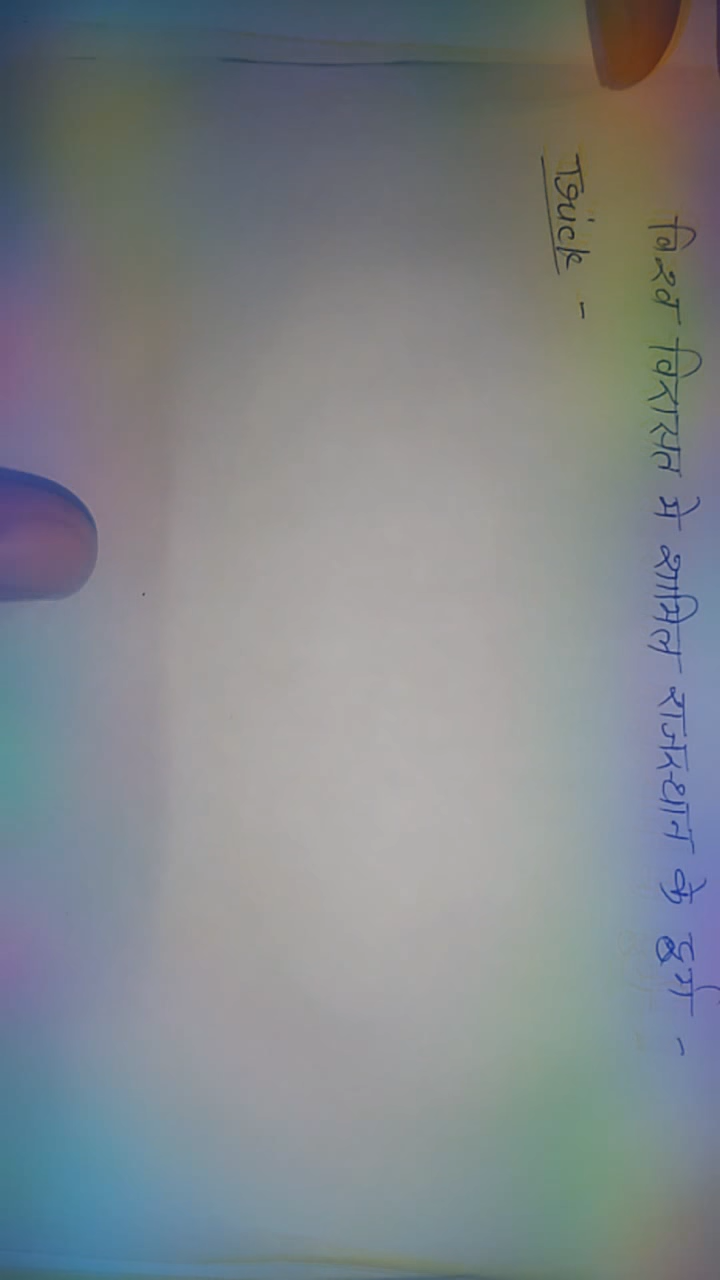 विश्व विरासत मे शामिल राजस्थान के दुर्ग -
Trick -